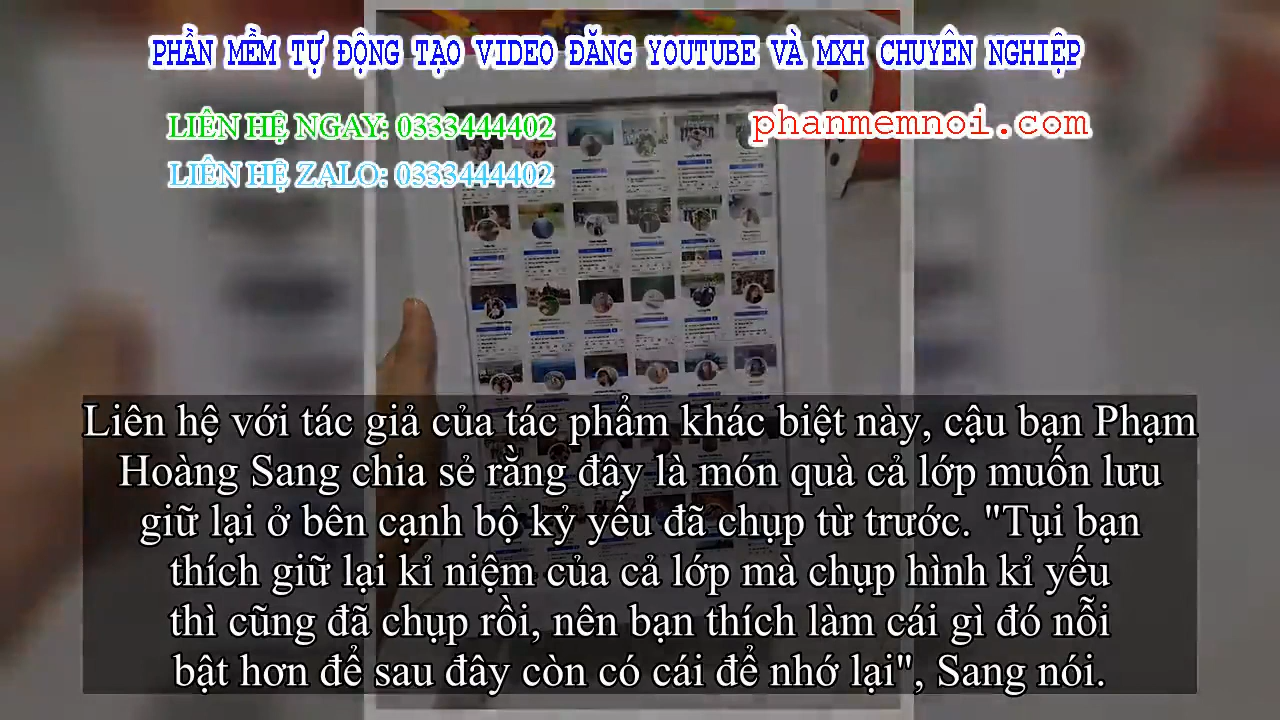 PHẦN MỀM TỰ ĐỘNG TẠO VIDEO ĐĂNG YOUTUBE VÀ MXH CHUYÊN NGHIỆP
LIÊN HỆ NGAY: 0333444402
phanmemnoi.com
LIÊN HỆ ZALO: 0333444402
Liên hệ với tác giả của tác phẩm khác biệt này, cậu bạn Phạm
Hoàng Sang chia sẻ rằng đây là món quà cả lớp muốn lưu
giữ lại ở bên cạnh bộ kỷ yếu đã chụp từ trước. "Tụi bạn
thích giữ lại kỉ niệm của cả lớp mà chụp hình kỉ yếu
thì cũng đã chụp rồi, nên bạn thích làm cái gì đó nỗi
bật hơn để sau đây còn có cái để nhớ lại", Sang nói.